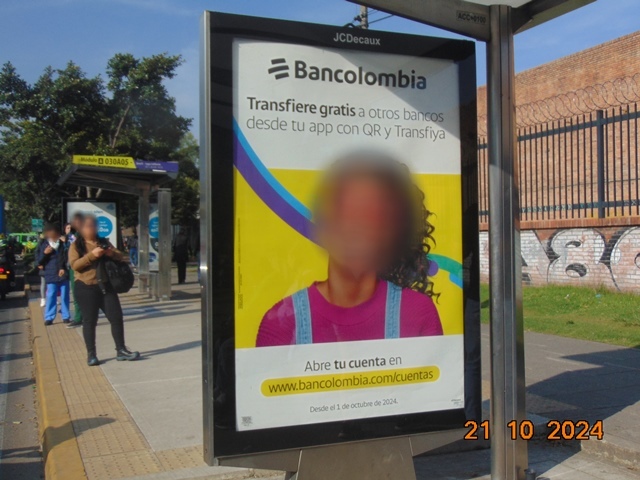 JCDecaux
Bancolombia
Transfiere gratis a otros bancos
desde tu app con QR y Transfiya
Abre tu cuenta en
www.bancolombia.com/cuentas
Desde el 1 de octubre de 2024.
030A05
21 10 2024